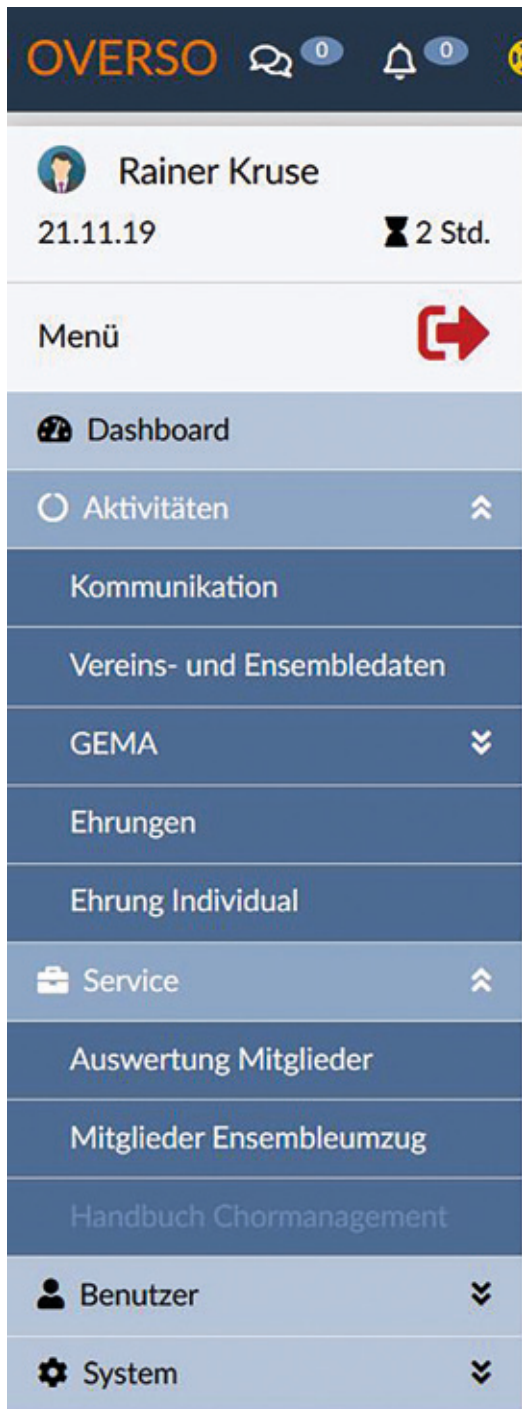 OVERSO 0 0
Rainer Kruse
21.11.19 2 Std.
Menü
Dashboard
Aktivitäten
Kommunikation
Vereins- und Ensembledaten
GEMA
Ehrungen
Ehrung Individual
Service
Auswertung Mitglieder
Mitglieder Ensembleumzug
Handbuch Chormanagement
Benutzer
System